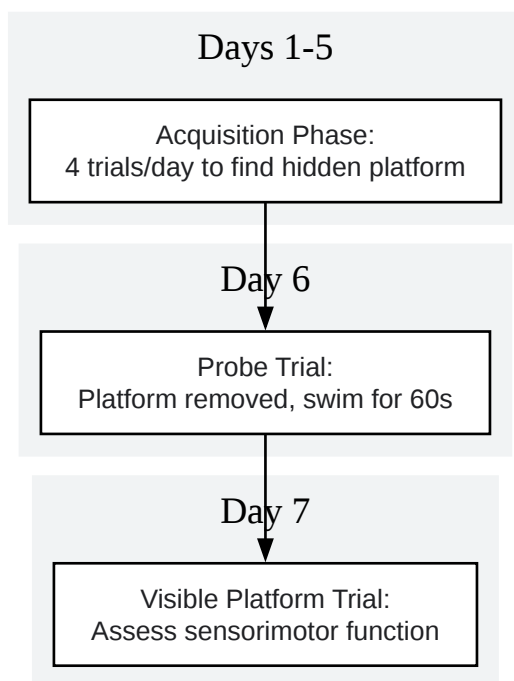 Days 1-5
Acquisition Phase:
4 trials/day to find hidden platform
Day 6
Probe Trial:
Platform removed, swim for 60s
Day 7
Visible Platform Trial:
Assess sensorimotor function